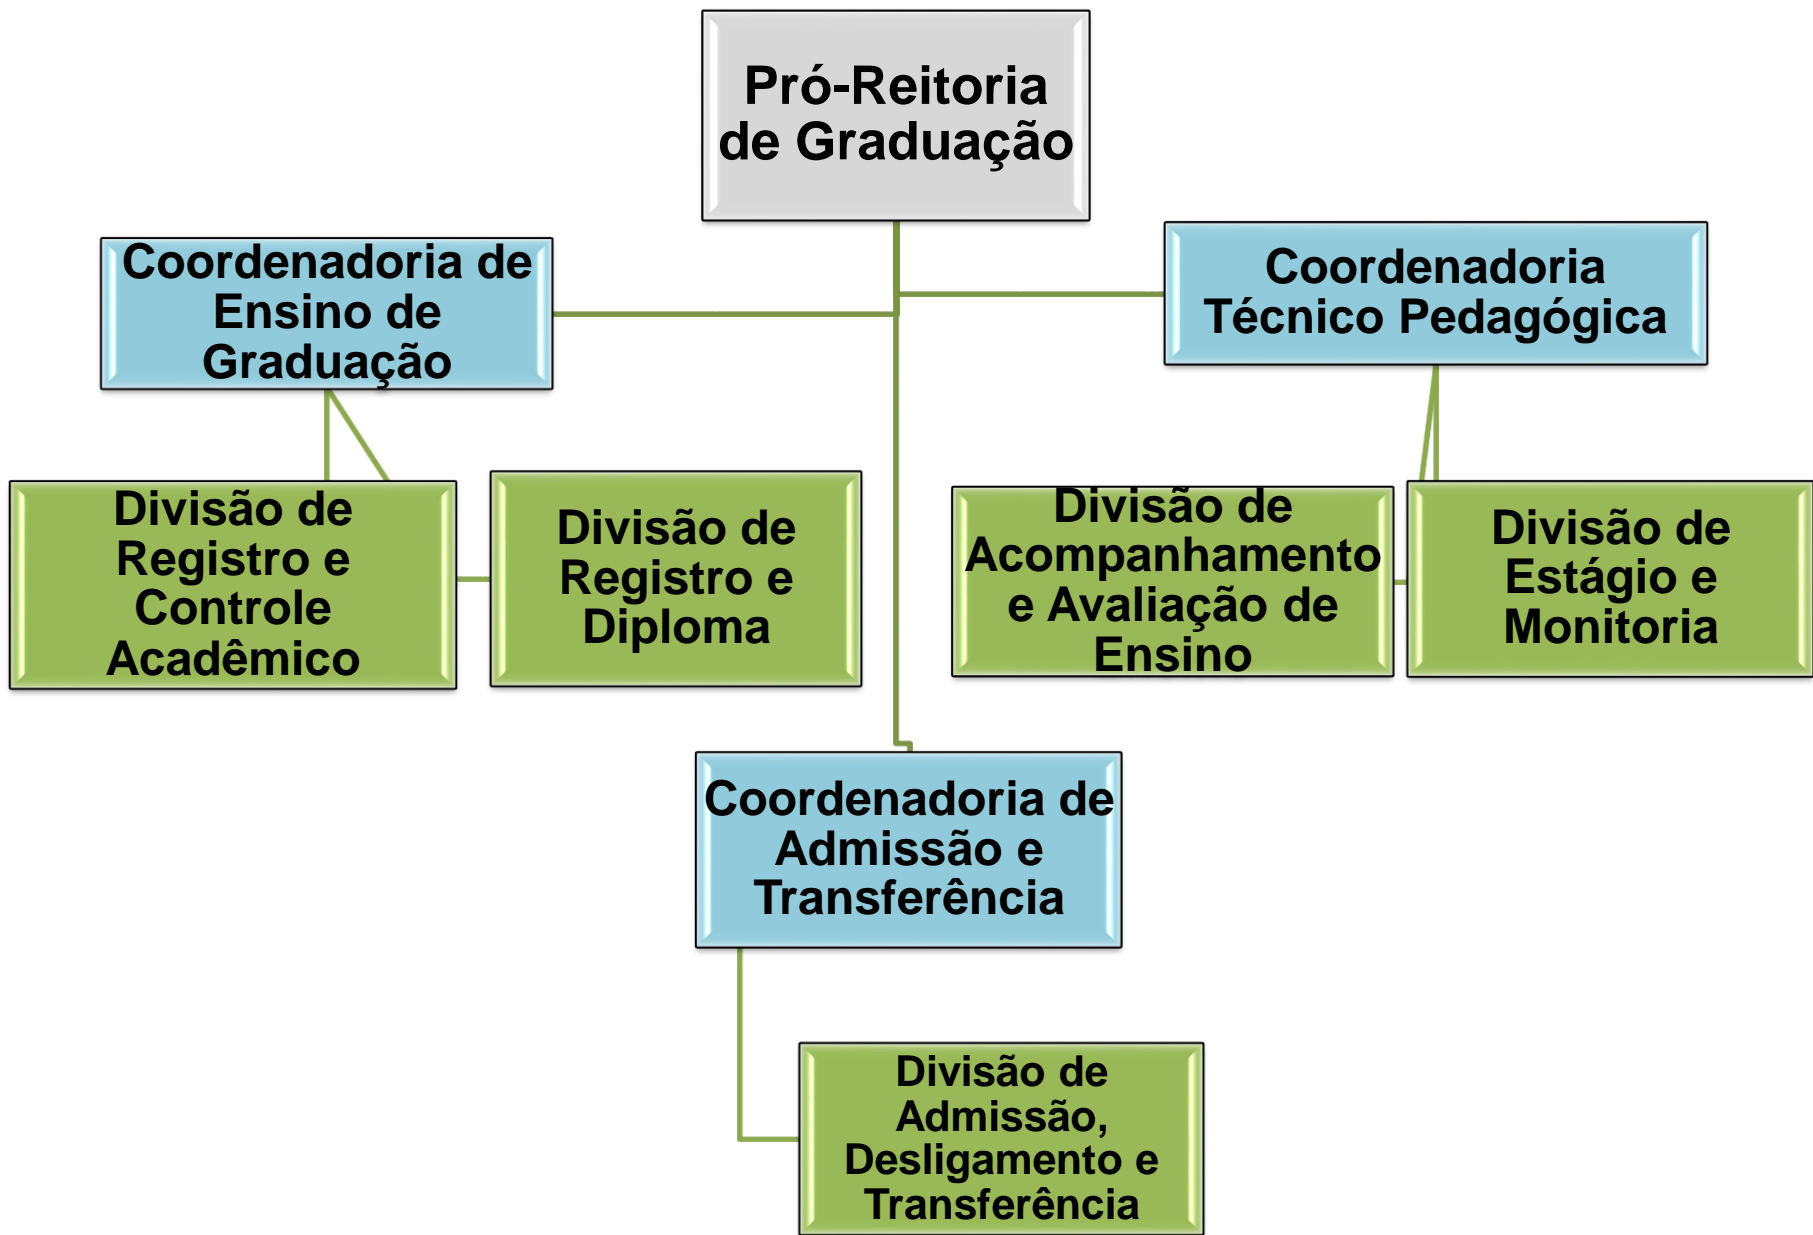 Pró-Reitoria
de Graduação
Coordenadoria de
Ensino de
Graduação
Coordenadoria
Técnico Pedagógica
Divisão de
Registro e
Controle
Acadêmico
Divisão de
Registro e
Diploma
Divisão de
Acompanhamento
e Avaliação de
Ensino
Divisão de
Estágio e
Monitoria
Coordenadoria de
Admissão e
Transferência
Divisão de
Admissão,
Desligamento e
Transferência